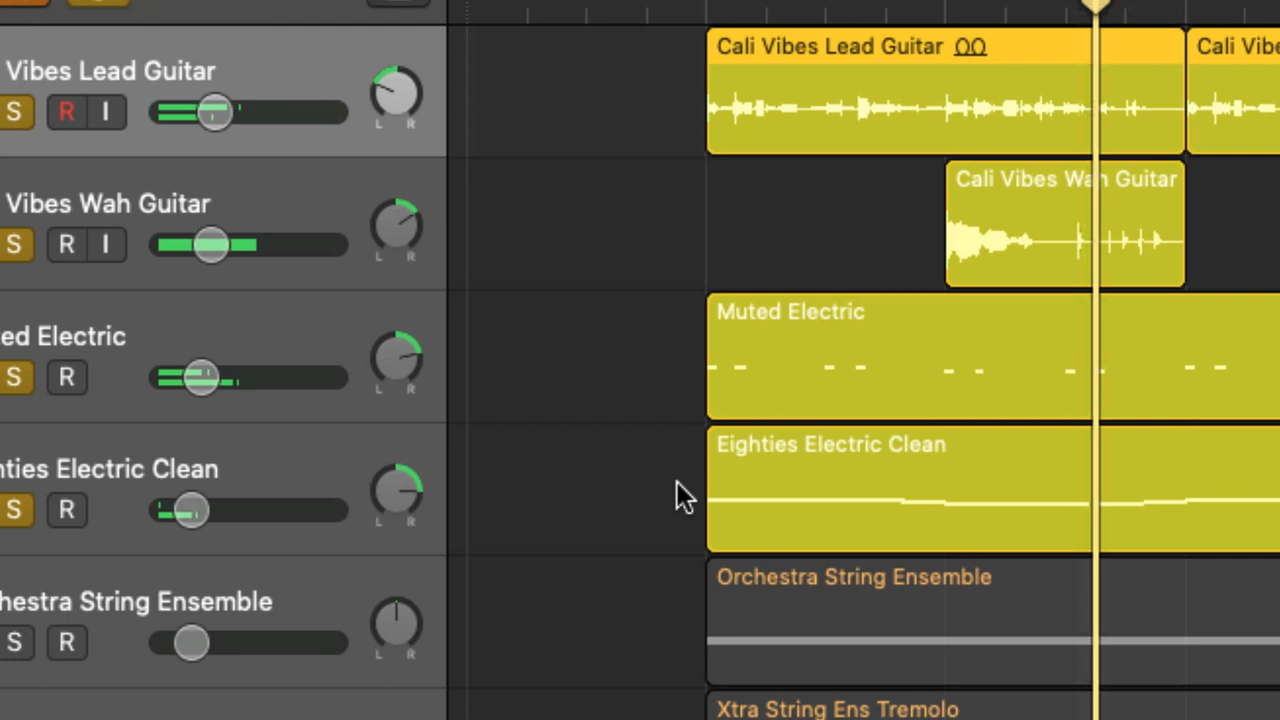 Vibes Lead Guitar
S R I
L R
Cali Vibes Lead Guitar
Cali Vibe
Vibes Wah Guitar
S R I
L R
Cali Vibes Wah Guitar
ed Electric
S R
L R
Muted Electric
nties Electric Clean
S R
L R
Eighties Electric Clean
hestra String Ensemble
S R
L R
Orchestra String Ensemble
Xtra String Ens Tremolo